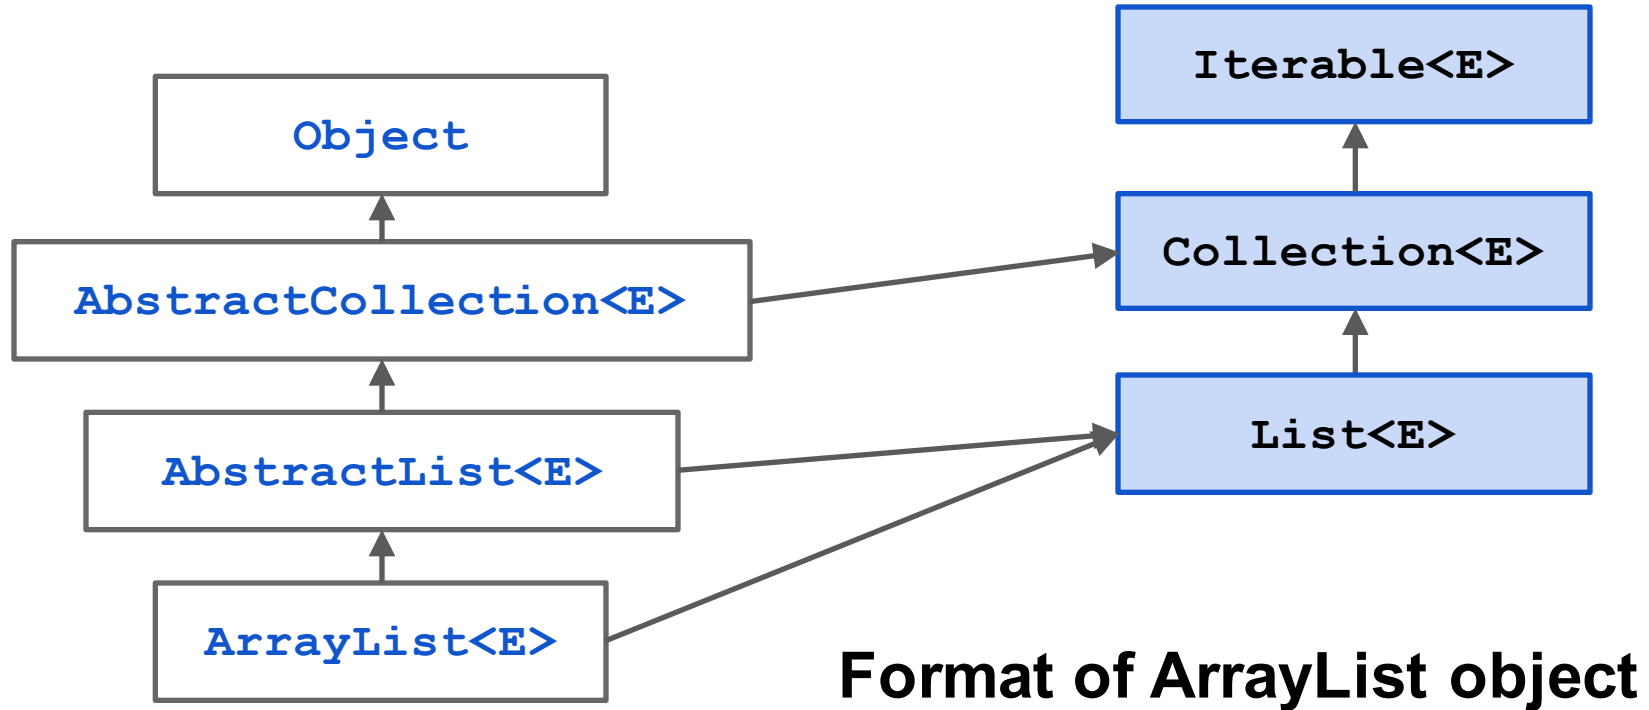 Iterable<E>
Object
Collection<E>
AbstractCollection<E>
List<E>
AbstractList<E>
ArrayList<E>
Format of ArrayList object